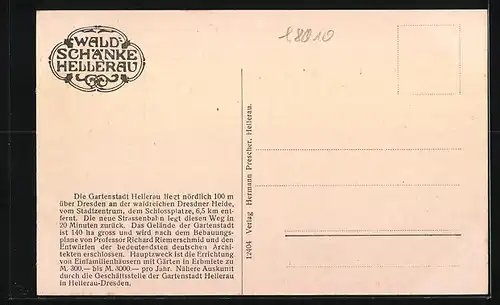 WALD-
SCHÄNKE
HELLERAU
Die Gartenstadt Hellerau liegt nördlich 100 m
über Dresden an der waldreichen Dresdner Heide,
vom Stadtzentrum, dem Schlossplatze, 6,5 km ent-
fernt. Die neue Strassenbahn legt diesen Weg in
20 Minuten zurück. Das Gelände der Gartenstadt
ist 140 ha gross und wird nach dem Bebauungs-
plane von Professor Richard Riemerschmid und den
Entwürfen der bedeutendsten deutschen Archi-
tekten erschlossen. Hauptzweck ist die Errichtung
von Einfamilienhäusern mit Gärten in Erbmiete zu
M. 300.— bis M. 3000.— pro Jahr. Nähere Auskunft
durch die Geschäftsstelle der Gartenstadt Hellerau
in Hellerau-Dresden.
12404 Verlag Hermann Prescher, Hellerau.